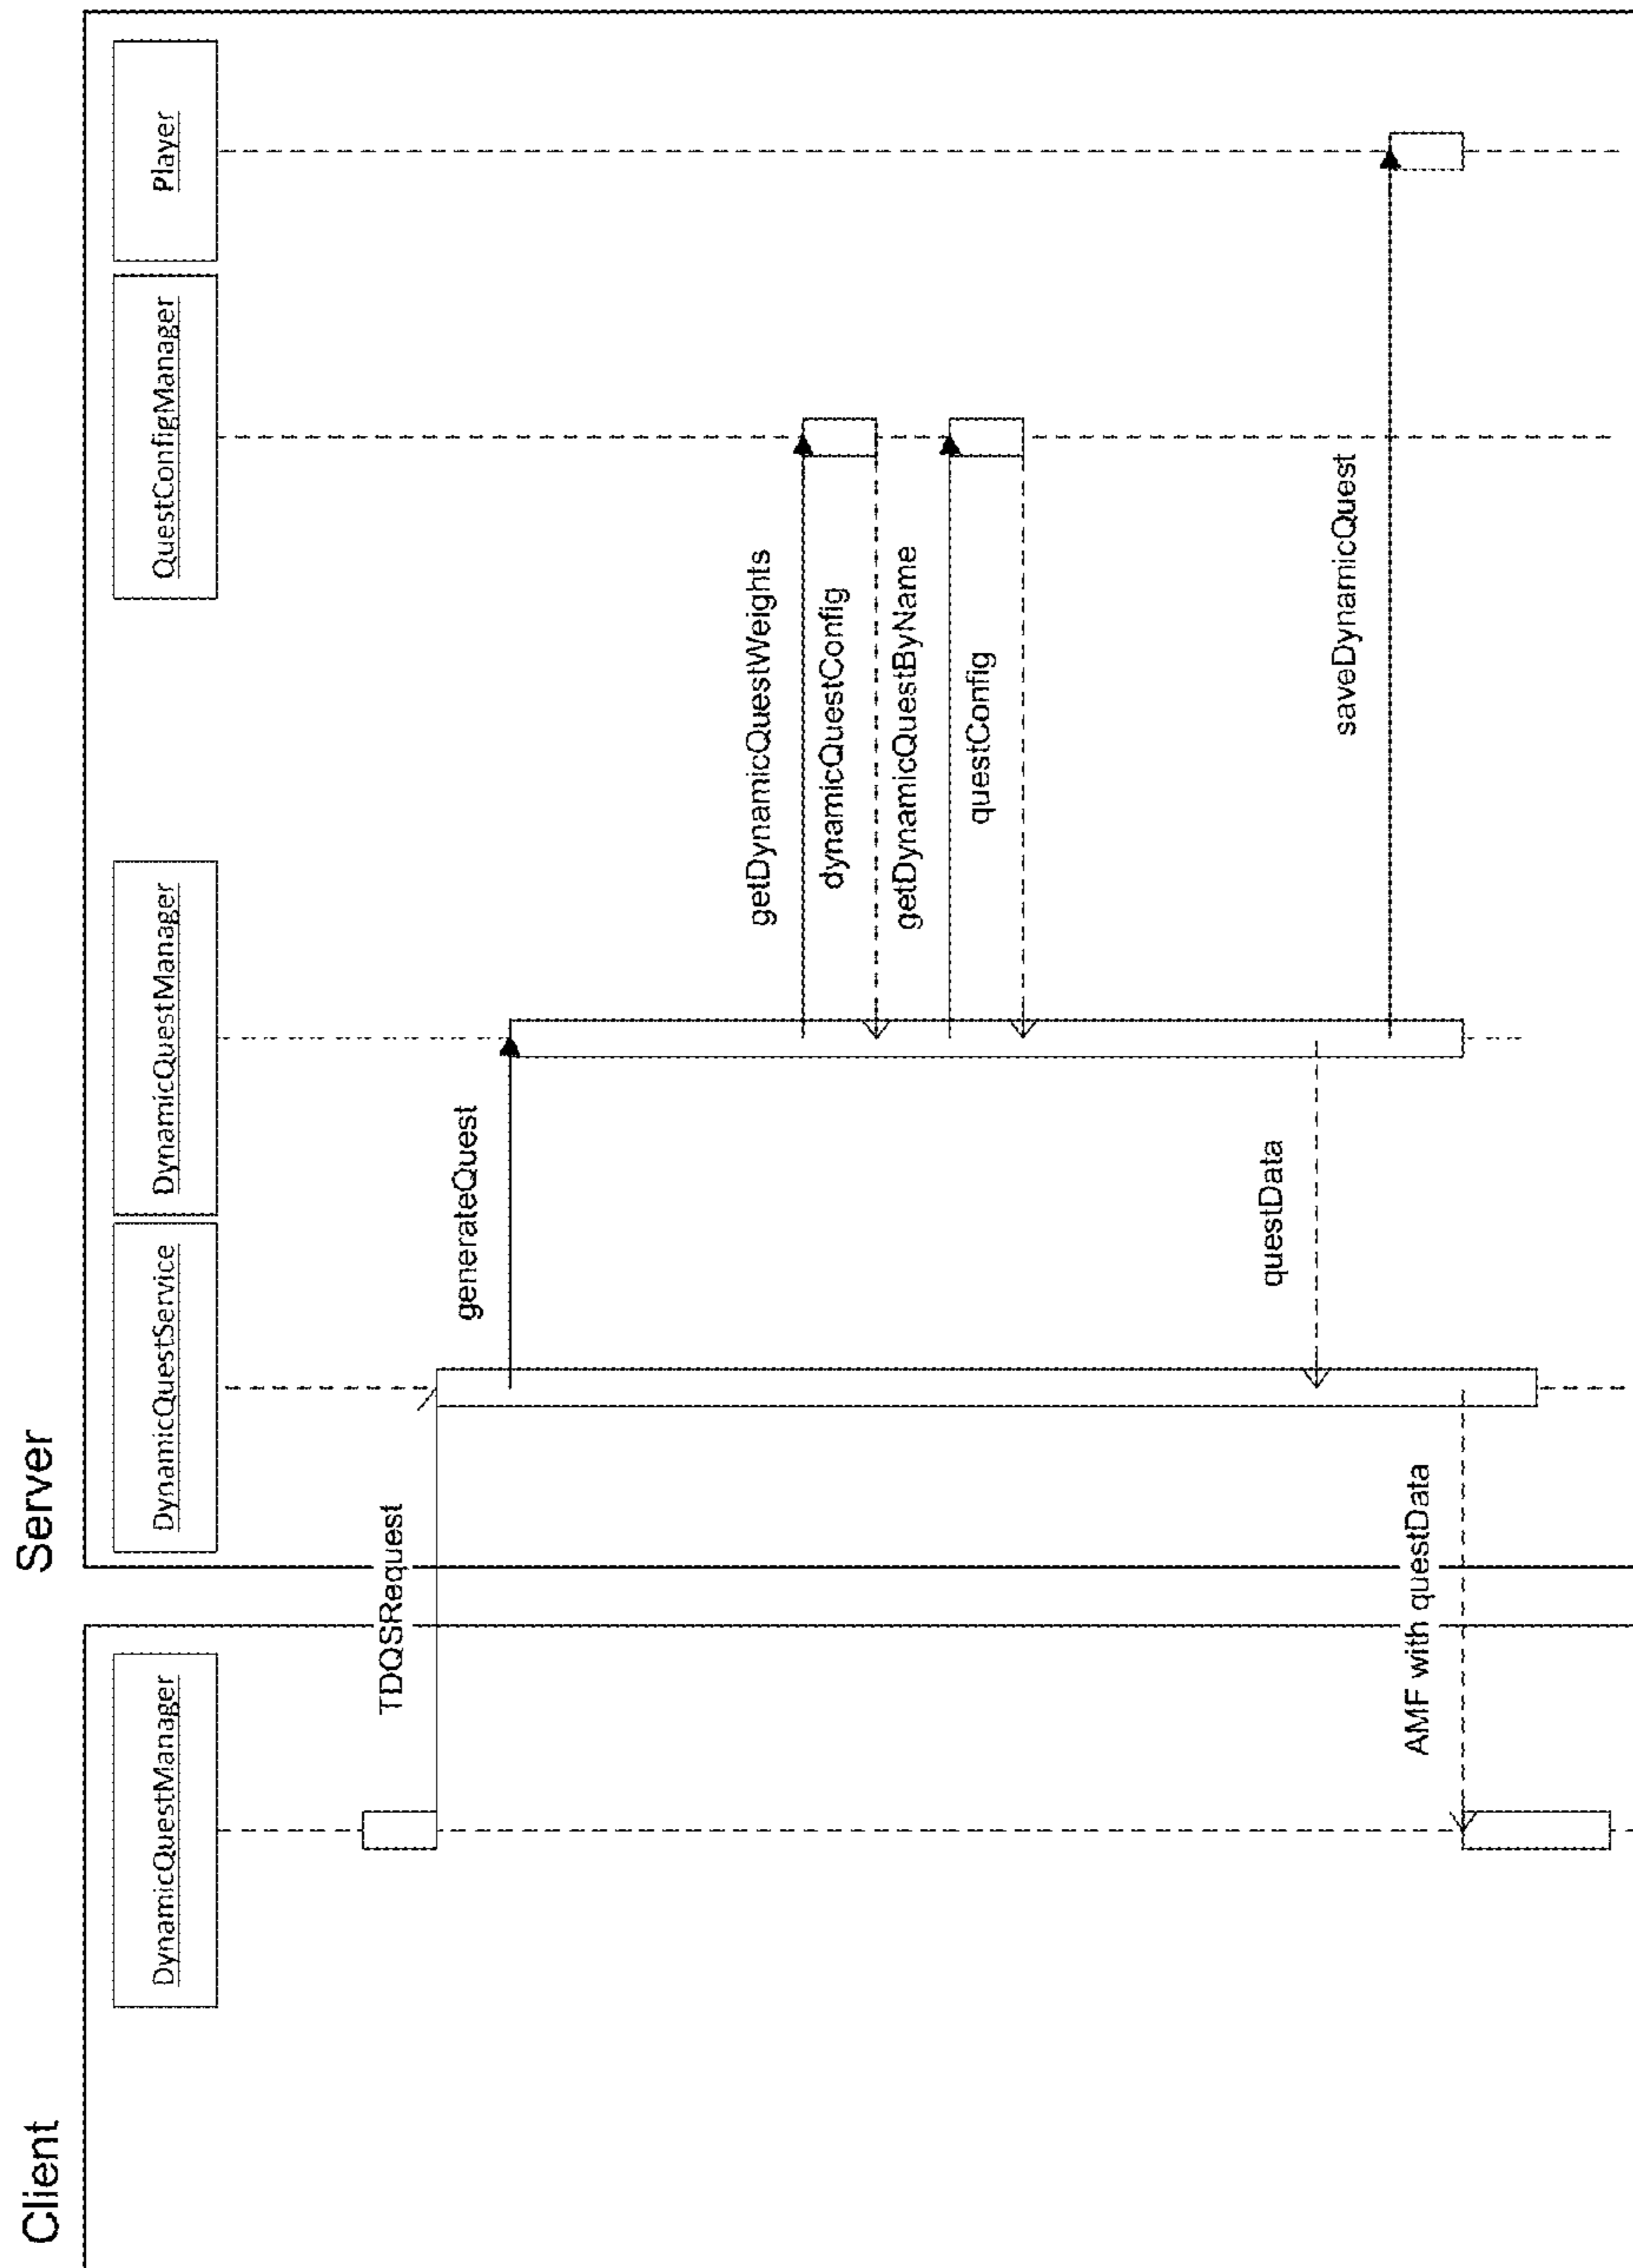 Client
Server
DynamicQuestManager
DynamicQuestService
DynamicQuestManager
QuestConfigManager
Player
TDQSRequest
generateQuest
getDynamicQuestWeights
dynamicQuestConfig
getDynamicQuestByName
questConfig
questData
saveDynamicQuest
AMF with questData